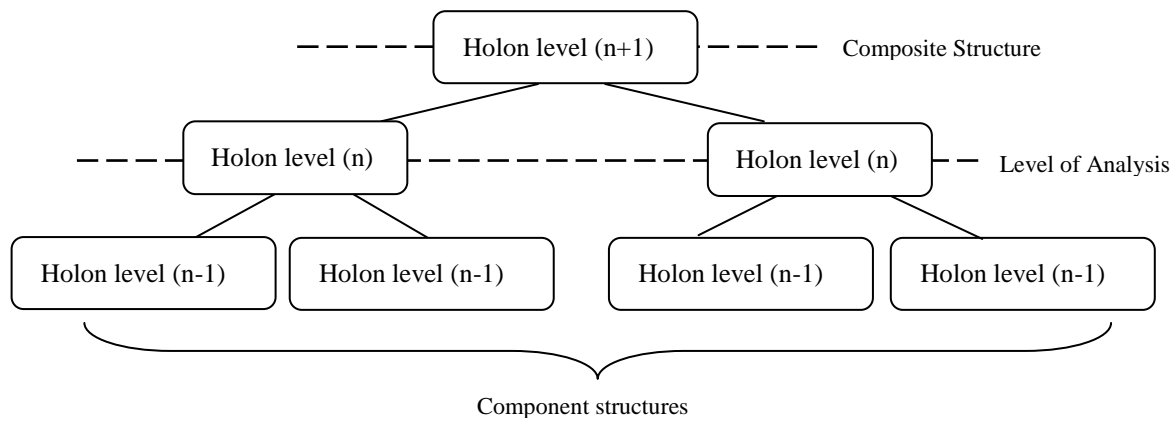 Holon level (n+1)
Composite Structure
Holon level (n)
Holon level (n)
Level of Analysis
Holon level (n-1)
Holon level (n-1)
Holon level (n-1)
Holon level (n-1)
Component structures